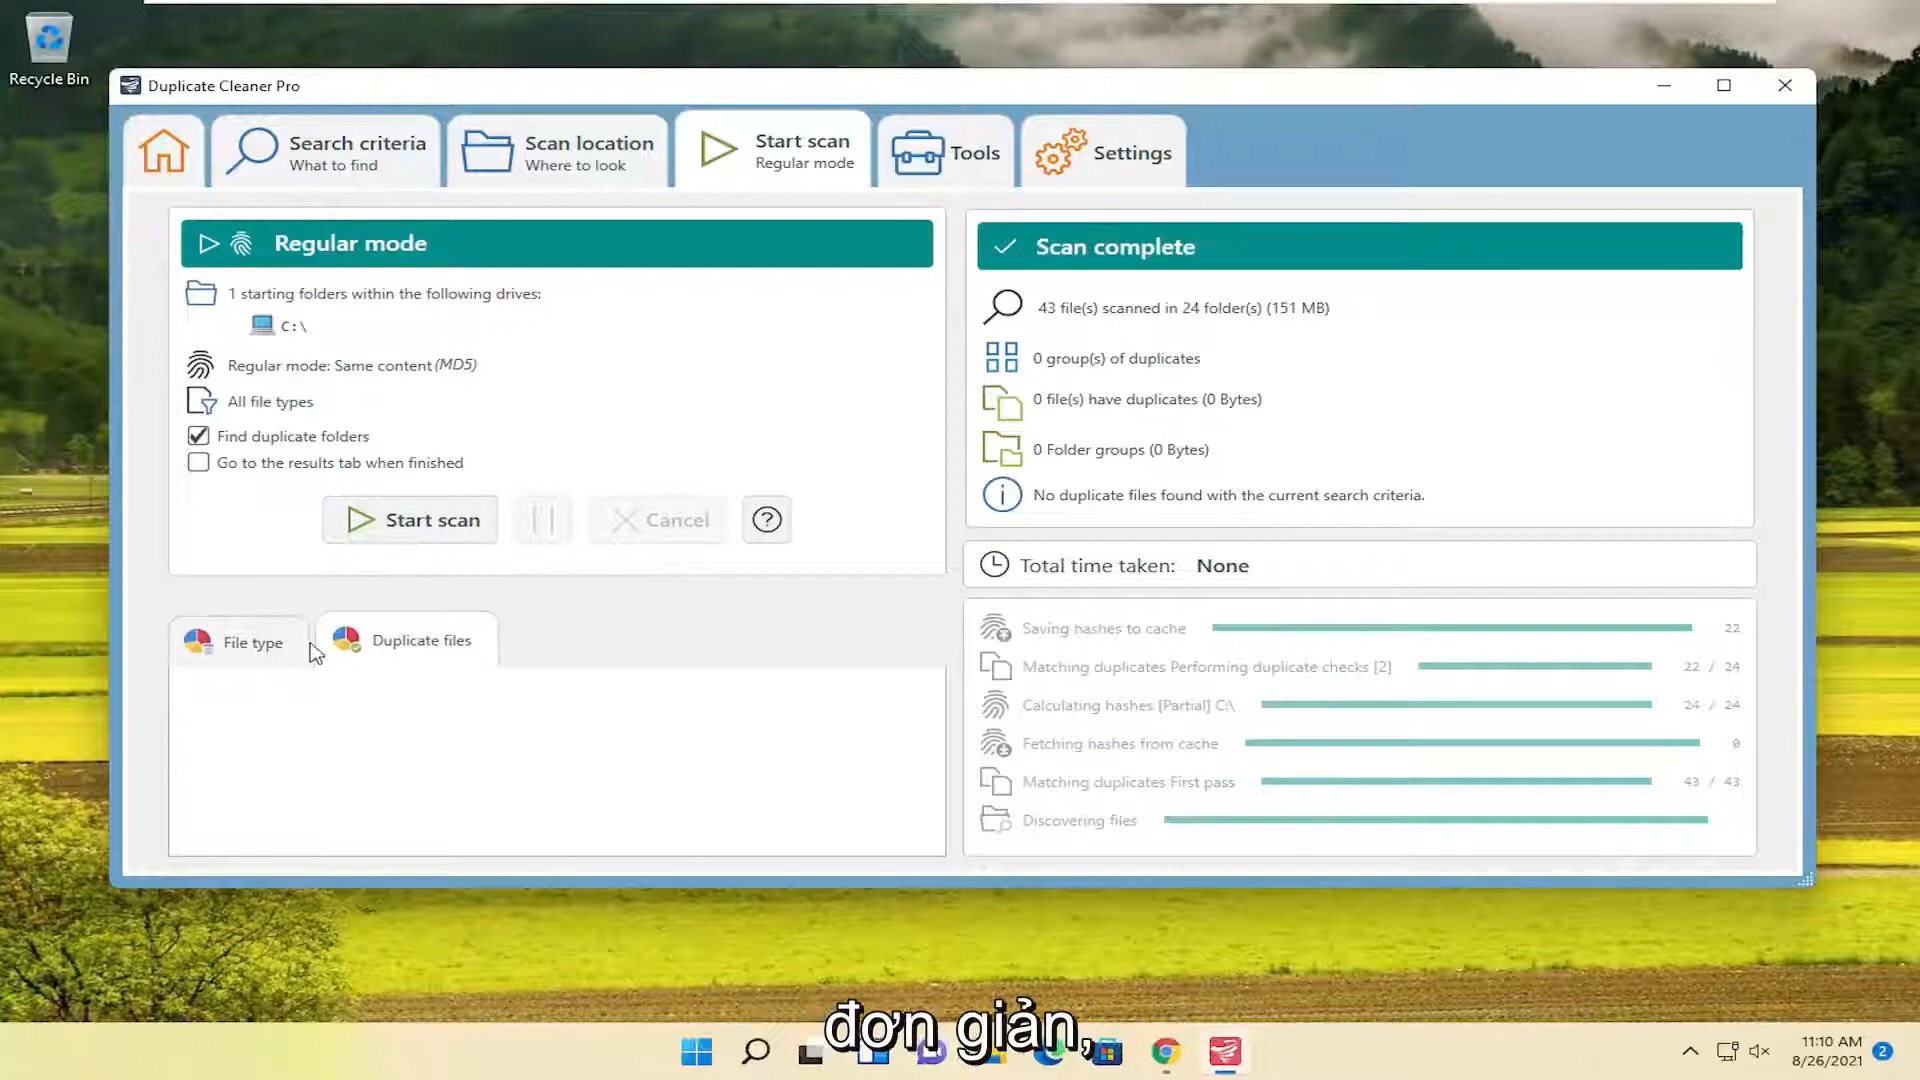 Recycle Bin
Duplicate Cleaner Pro
Search criteria
What to find
Scan location
Where to look
Start scan
Regular mode
Tools
Settings
Regular mode
1 starting folders within the following drives:
C:\
Regular mode: Same content (MD5)
All file types
Find duplicate folders
Go to the results tab when finished
Start scan
Cancel
File type
Duplicate files
Scan complete
43 file(s) scanned in 24 folder(s) (151 MB)
0 group(s) of duplicates
0 file(s) have duplicates (0 Bytes)
0 Folder groups (0 Bytes)
No duplicate files found with the current search criteria.
Total time taken: None
Saving hashes to cache 22
Matching duplicates Performing duplicate checks [2] 22 / 24
Calculating hashes [Partial] C:\ 24 / 24
Fetching hashes from cache 0
Matching duplicates First pass 43 / 43
Discovering files
đơn giản,
11:10 AM
8/26/2021
2